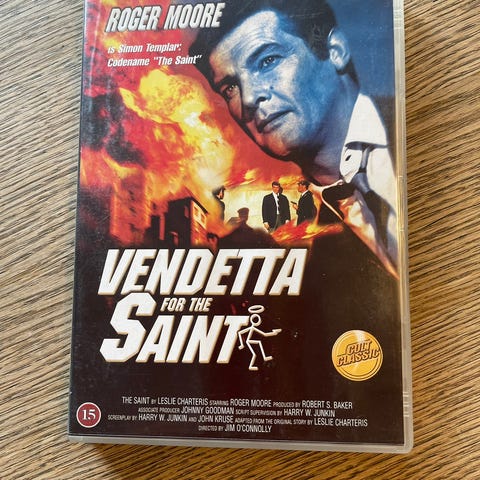 ROGER MOORE
is Simon Templar:
Codename "The Saint"
VENDETTA
FOR THE
SAINT
CULT
CLASSIC
THE SAINT BY LESLIE CHARTERIS STARRING ROGER MOORE PRODUCED BY ROBERT S. BAKER
ASSOCIATE PRODUCER JOHNNY GOODMAN SCRIPT SUPERVISION BY HARRY W. JUNKIN
SCREENPLAY BY HARRY W. JUNKIN AND JOHN KRUSE ADAPTED FROM THE ORIGINAL STORY BY LESLIE CHARTERIS
DIRECTED BY JIM O'CONNOLLY
15